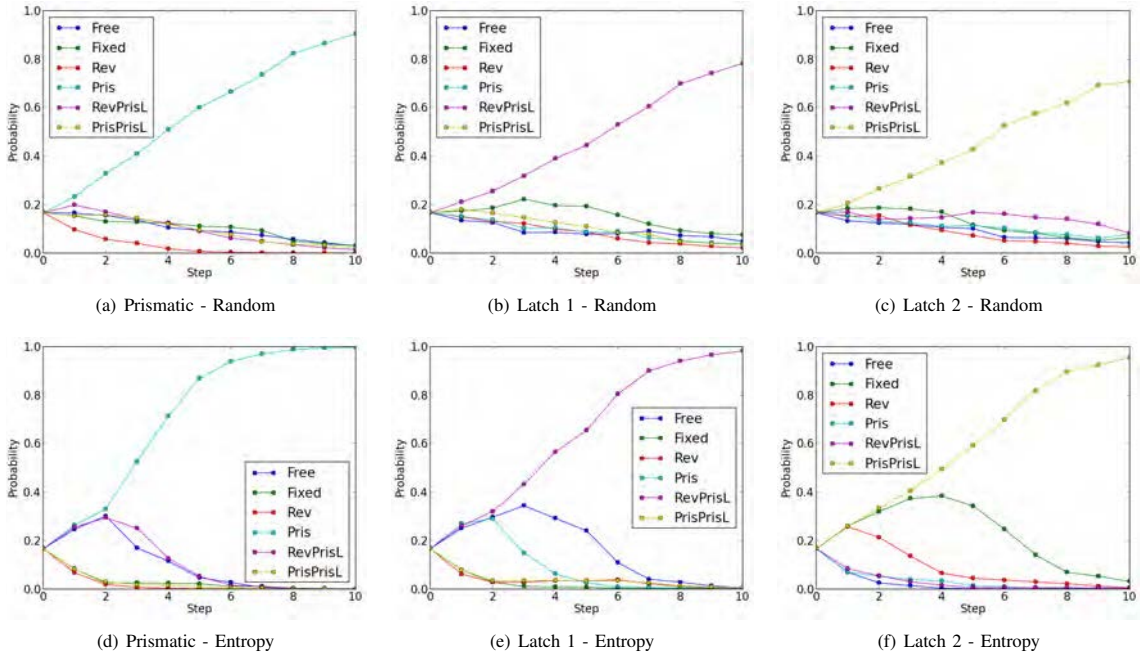 1.0
0.8
0.6
0.4
0.2
0.0
Probability
0
2
4
6
8
10
Step
Free
Fixed
Rev
Pris
RevPrisL
PrisPrisL
(a) Prismatic - Random
1.0
0.8
0.6
0.4
0.2
0.0
Probability
0
2
4
6
8
10
Step
Free
Fixed
Rev
Pris
RevPrisL
PrisPrisL
(b) Latch 1 - Random
1.0
0.8
0.6
0.4
0.2
0.0
Probability
0
2
4
6
8
10
Step
Free
Fixed
Rev
Pris
RevPrisL
PrisPrisL
(c) Latch 2 - Random
1.0
0.8
0.6
0.4
0.2
0.0
Probability
0
2
4
6
8
10
Step
Free
Fixed
Rev
Pris
RevPrisL
PrisPrisL
(d) Prismatic - Entropy
1.0
0.8
0.6
0.4
0.2
0.0
Probability
0
2
4
6
8
10
Step
Free
Fixed
Rev
Pris
RevPrisL
PrisPrisL
(e) Latch 1 - Entropy
1.0
0.8
0.6
0.4
0.2
0.0
Probability
0
2
4
6
8
10
Step
Free
Fixed
Rev
Pris
RevPrisL
PrisPrisL
(f) Latch 2 - Entropy